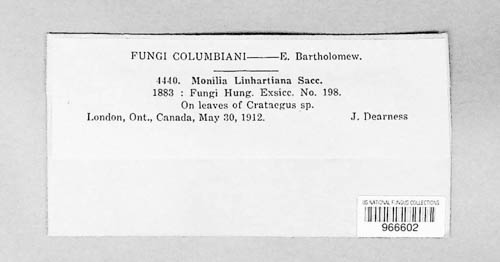 FUNGI COLUMBIANI——E. Bartholomew.
4440. Monilia Linhartiana Sacc.
1883 : Fungi Hung. Exsicc. No. 198.
On leaves of Crataegus sp.
London, Ont., Canada, May 30, 1912. J. Dearness
US NATIONAL FUNGUS COLLECTIONS
966602